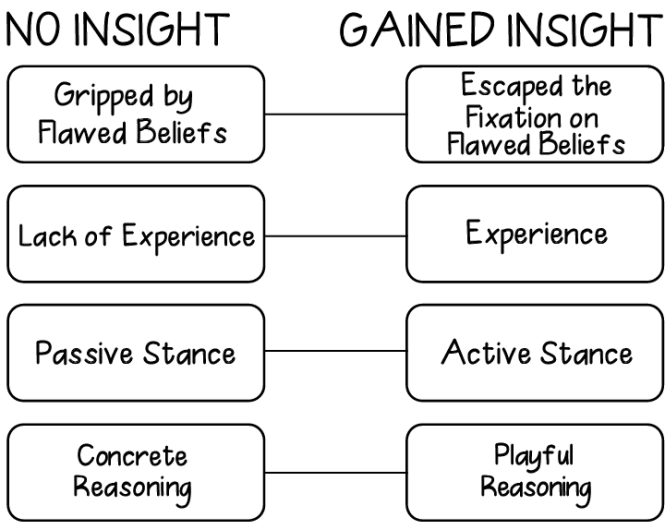 NO INSIGHT
GAINED INSIGHT
Gripped by
Flawed Beliefs
Escaped the
Fixation on
Flawed Beliefs
Lack of Experience
Experience
Passive Stance
Active Stance
Concrete
Reasoning
Playful
Reasoning